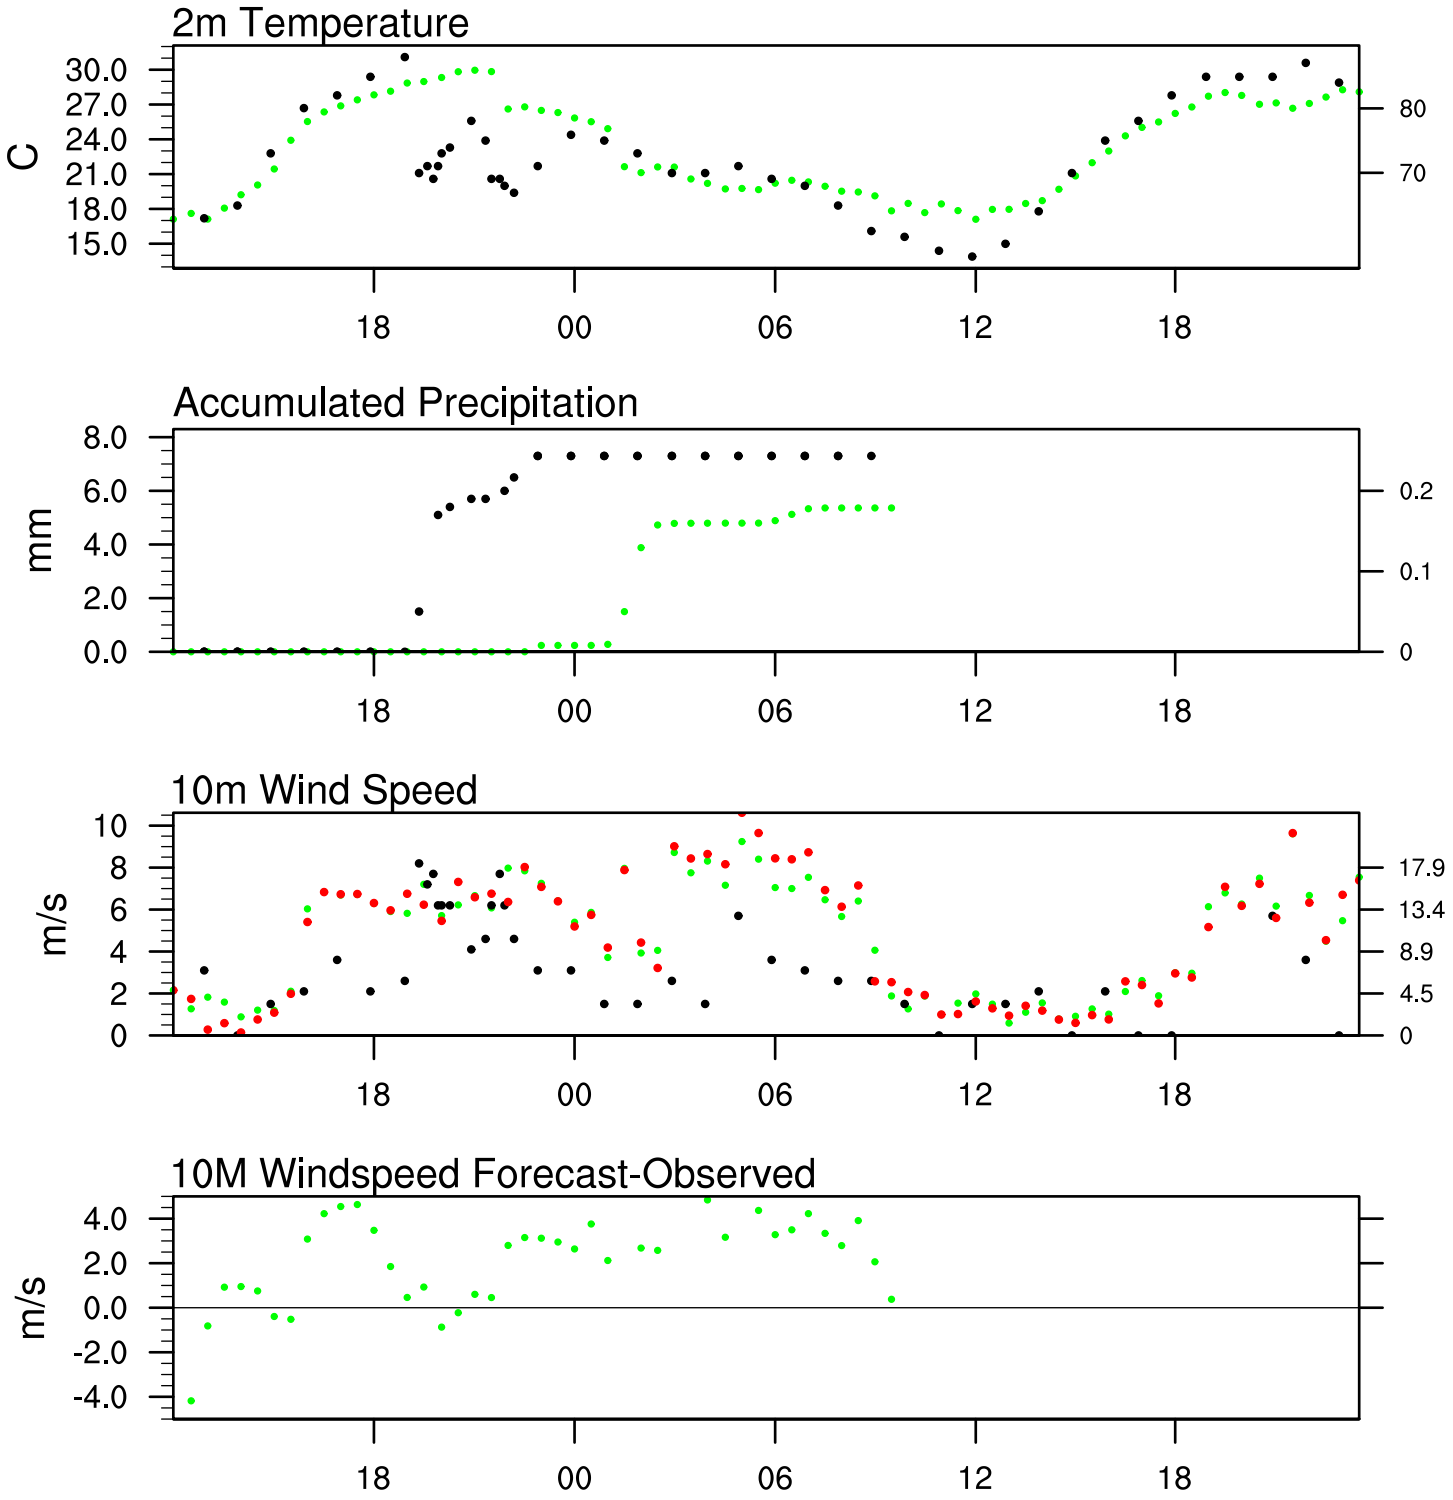 2m Temperature
30.0
27.0
24.0
21.0
18.0
15.0
C
80
70
18 00 06 12 18
Accumulated Precipitation
8.0
6.0
4.0
2.0
0.0
mm
0.2
0.1
0
18 00 06 12 18
10m Wind Speed
10
8
6
4
2
0
m/s
17.9
13.4
8.9
4.5
0
18 00 06 12 18
10M Windspeed Forecast-Observed
4.0
2.0
0.0
-2.0
-4.0
m/s
18 00 06 12 18